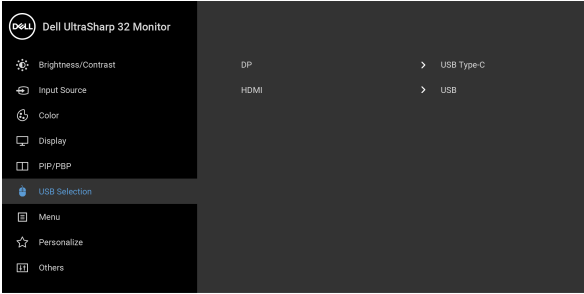 DELL Dell UltraSharp 32 Monitor
Brightness/Contrast
DP > USB Type-C
Input Source
HDMI > USB
Color
Display
PIP/PBP
USB Selection
Menu
Personalize
Others